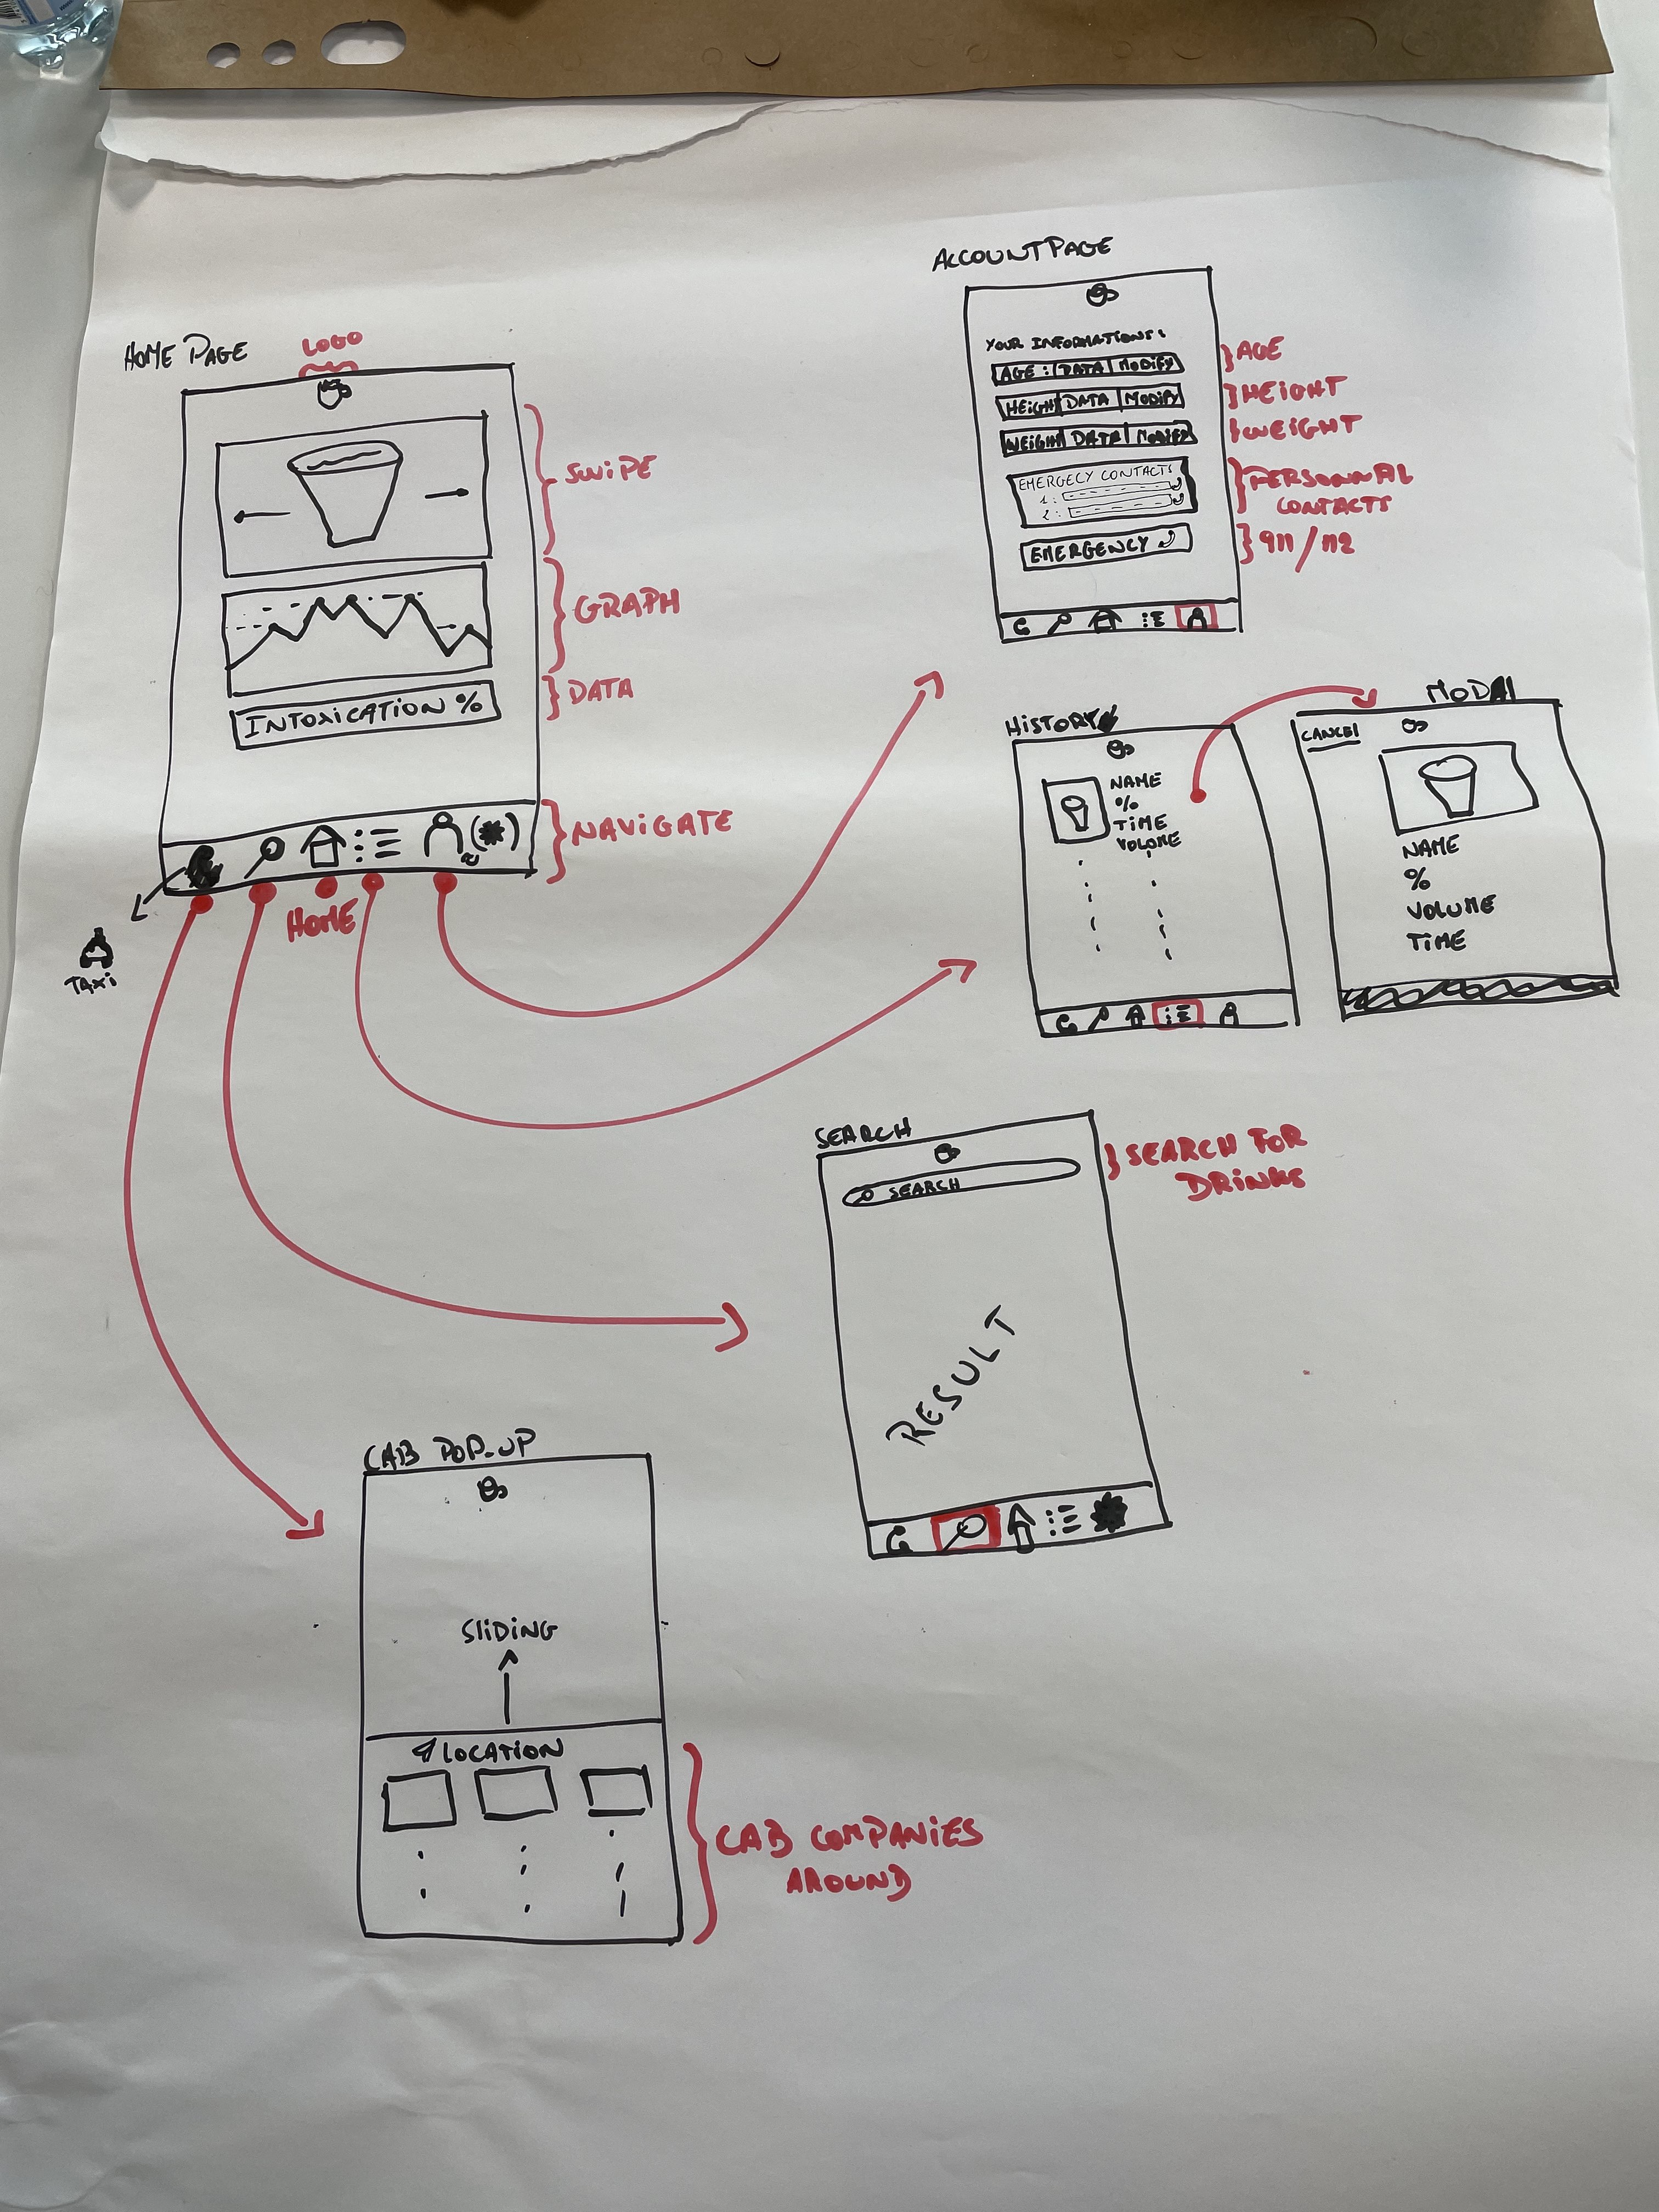 HOME PAGE
LOGO
SWIPE
GRAPH
DATA
INTOXICATION %
NAVIGATE
HOME
TAXI
ACCOUNT PAGE
YOUR INFORMATIONS:
AGE : DATA MODIFY
HEIGHT DATA MODIFY
WEIGHT DATA MODIFY
EMERGECY CONTACTS
1:
2:
EMERGENCY
AGE
HEIGHT
WEIGHT
PERSONNAL
CONTACTS
911/112
HISTORY
NAME
%
TIME
VOLUME
MODAL
CANCEL
NAME
%
VOLUME
TIME
SEARCH
SEARCH
RESULT
SEARCH FOR
DRINKS
CAB POP-UP
SLIDING
LOCATION
CAB COMPANIES
AROUND